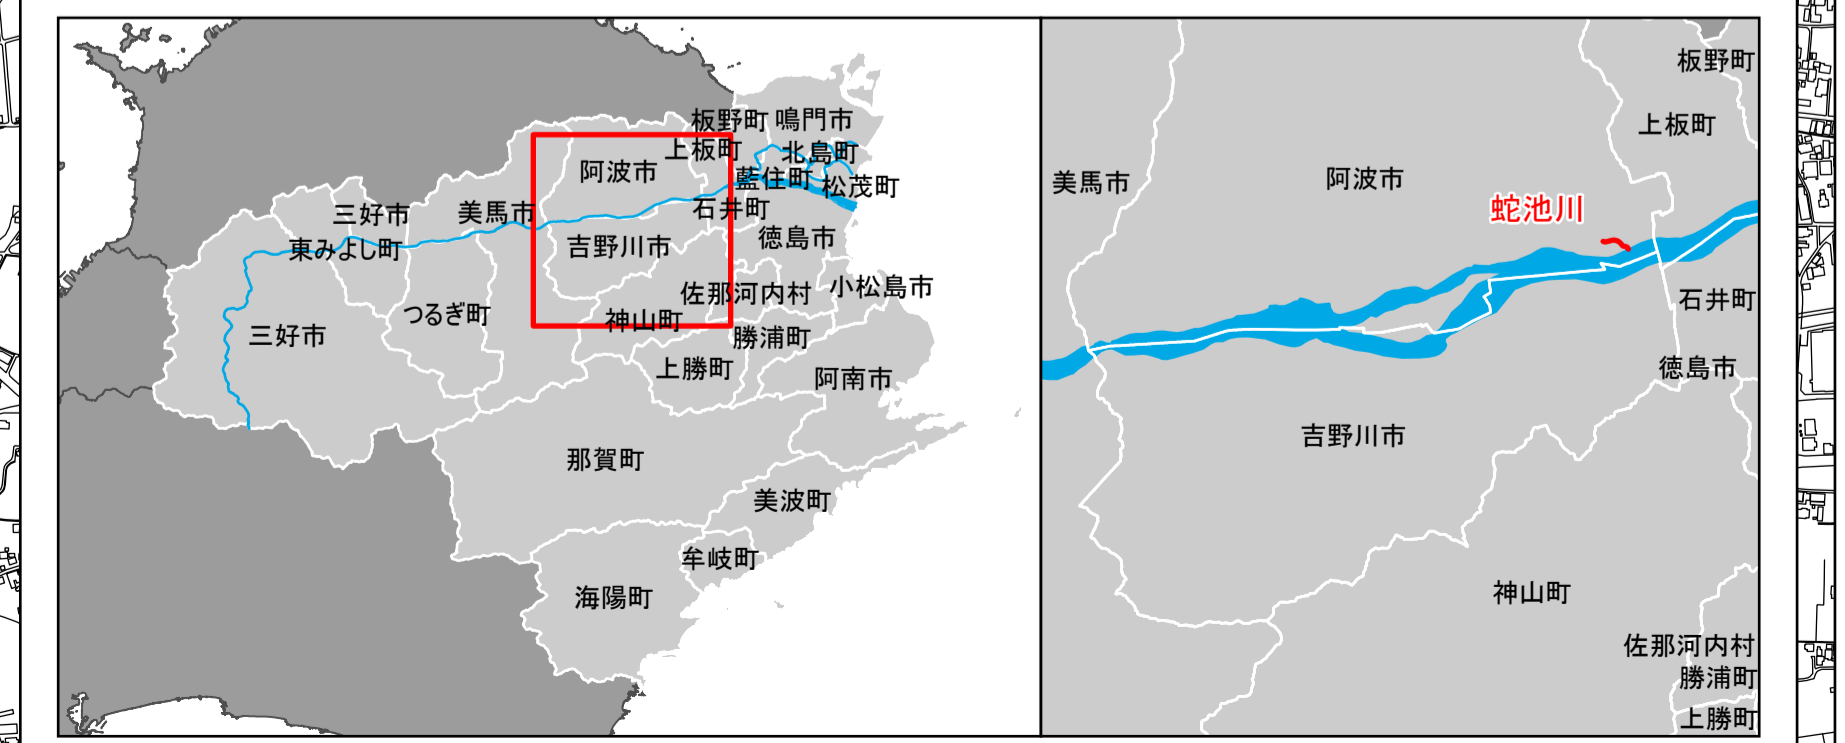 板野町
鳴門市
上板町
北島町
阿波市
藍住町
松茂町
三好市
美馬市
石井町
東みよし町
吉野川市
徳島市
佐那河内村
小松島市
つるぎ町
神山町
三好市
勝浦町
上勝町
阿南市
那賀町
美波町
牟岐町
海陽町
板野町
上板町
美馬市
阿波市
蛇池川
石井町
徳島市
吉野川市
神山町
佐那河内村
勝浦町
上勝町